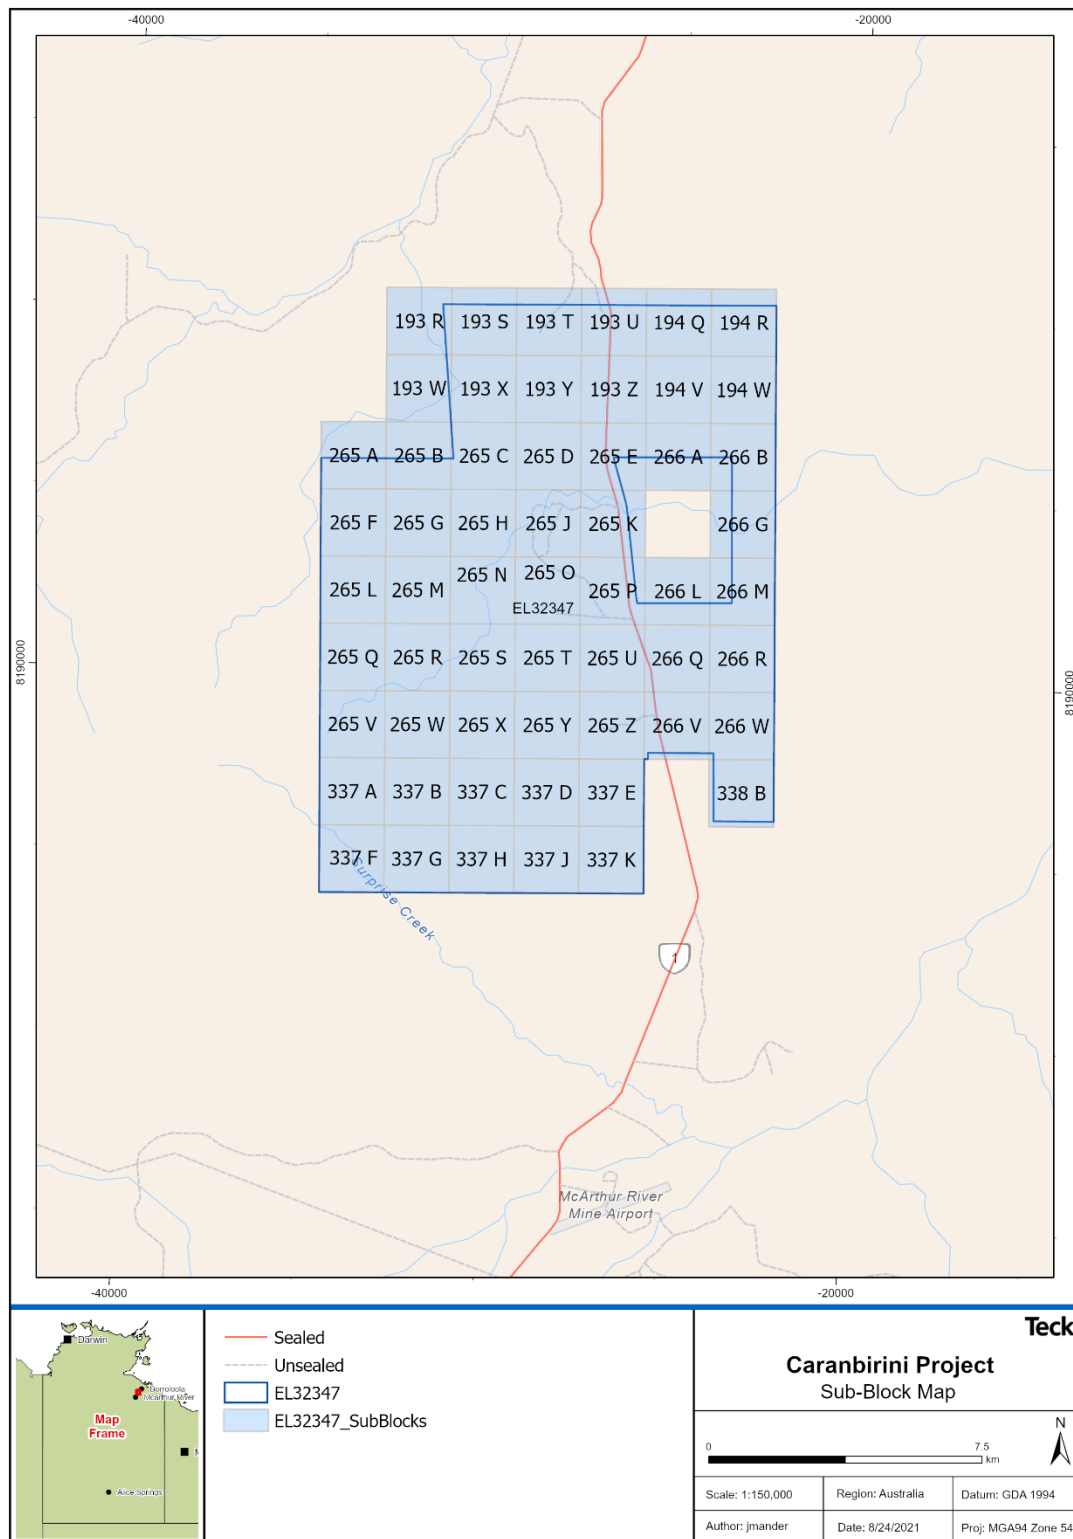 -40000
-20000
193 R 193 S 193 T 193 U 194 Q 194 R
193 W 193 X 193 Y 193 Z 194 V 194 W
265 A 265 B 265 C 265 D 265 E 266 A 266 B
265 F 265 G 265 H 265 J 265 K 266 G
265 L 265 M 265 N 265 O 265 P 266 L 266 M
EL32347
265 Q 265 R 265 S 265 T 265 U 266 Q 266 R
8190000
8190000
265 V 265 W 265 X 265 Y 265 Z 266 V 266 W
337 A 337 B 337 C 337 D 337 E 338 B
337 F 337 G 337 H 337 J 337 K
Surprise Creek
1
McArthur River
Mine Airport
-40000
-20000
Darwin
Borroloola
Mcarthur River
Map
Frame
Alice Springs
Sealed
Unsealed
EL32347
EL32347_SubBlocks
Teck
Caranbirini Project
Sub-Block Map
N
0
7.5
km
Scale: 1:150,000
Region: Australia
Datum: GDA 1994
Author: jmander
Date: 8/24/2021
Proj: MGA94 Zone 54